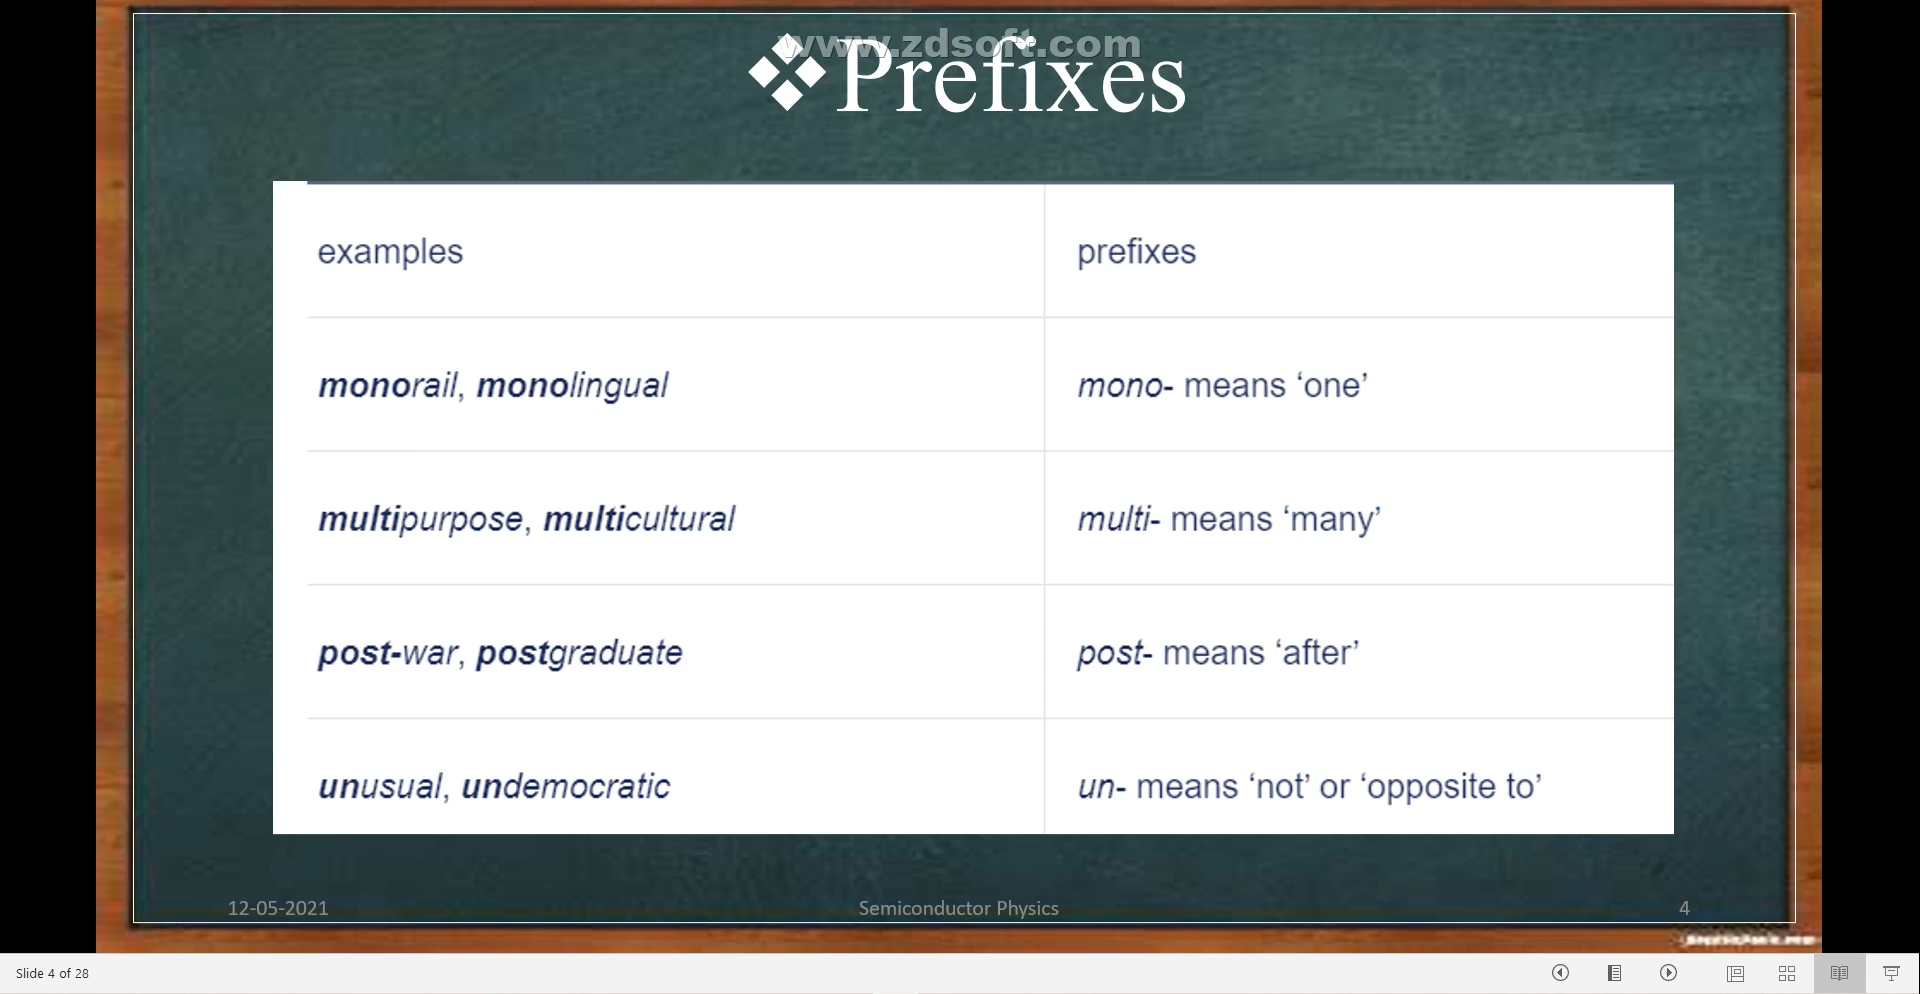 www.zdsoft.com
❖Prefixes
examples prefixes
monorail, monolingual mono- means ‘one’
multipurpose, multicultural multi- means ‘many’
post-war, postgraduate post- means ‘after’
unusual, undemocratic un- means ‘not’ or ‘opposite to’
12-05-2021 Semiconductor Physics 4
Slide 4 of 28